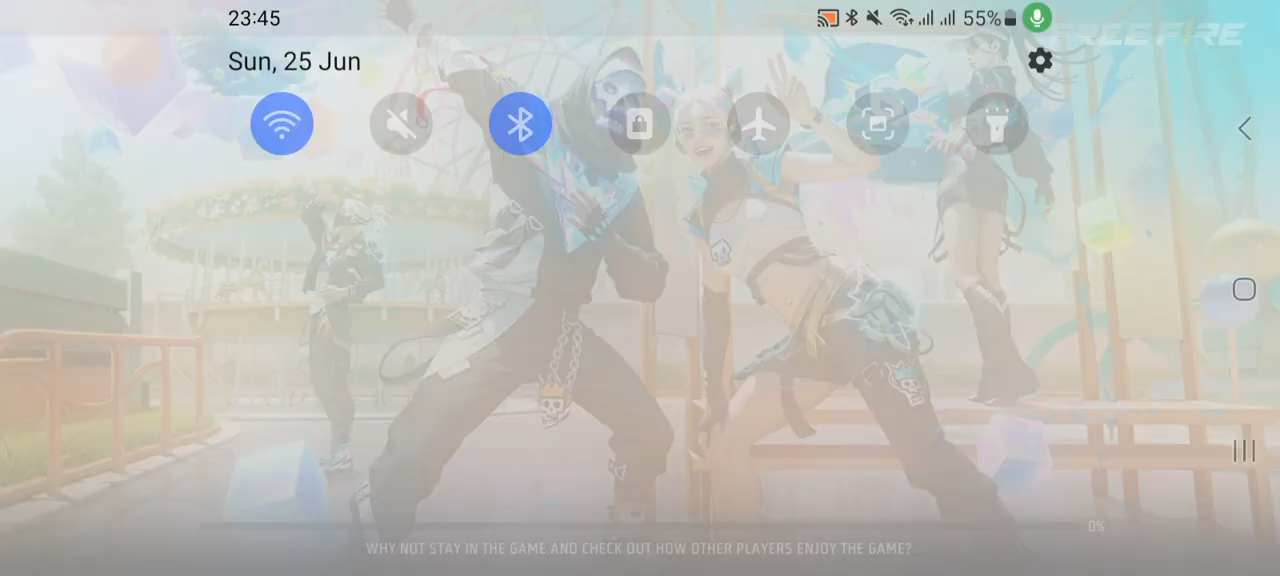 23:45
55%
FREE FIRE
Sun, 25 Jun
0%
WHY NOT STAY IN THE GAME AND CHECK OUT HOW OTHER PLAYERS ENJOY THE GAME?